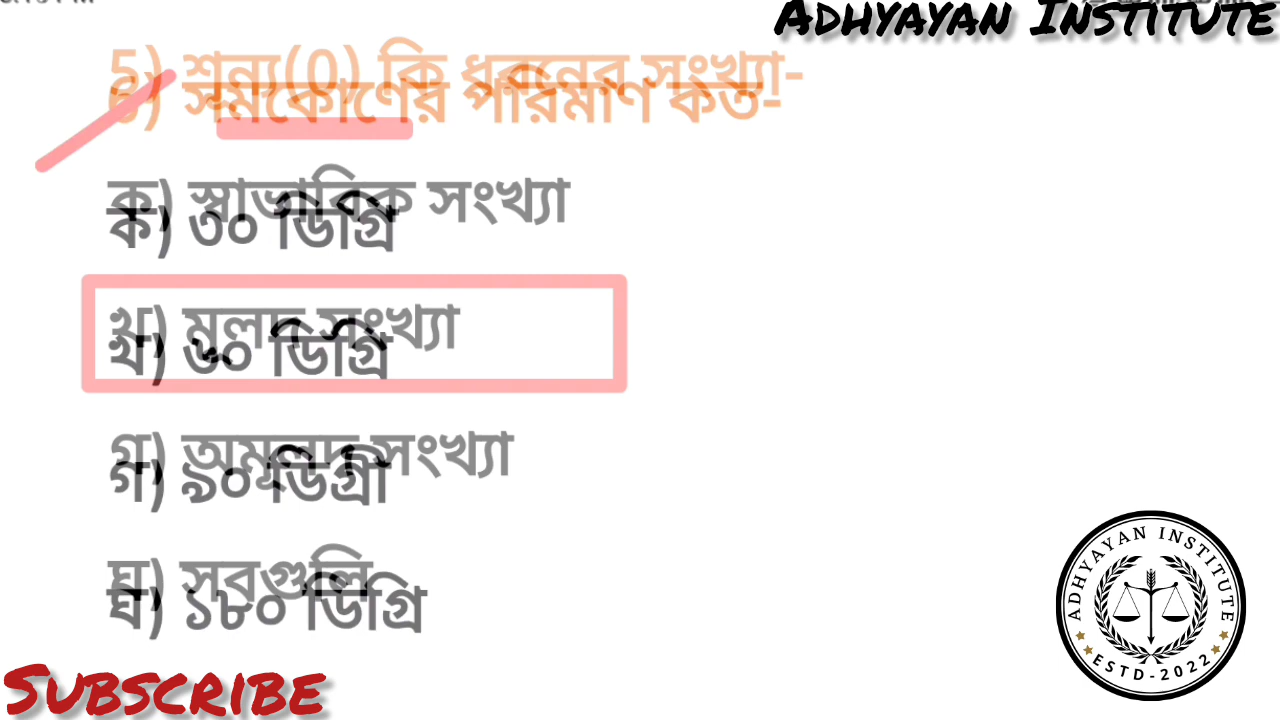 ADHYAYAN INSTITUTE
5) শূন্য(0) কি ধরনের সংখ্যা-
6) সমকোণের পরিমাণ কত-
ক) স্বাভাবিক সংখ্যা
ক) ৩০ ডিগ্রি
খ) মূলদ সংখ্যা
খ) ৬০ ডিগ্রি
গ) অমূলদ সংখ্যা
গ) ৯০ ডিগ্রী
ঘ) সবগুলি
ঘ) ১৮০ ডিগ্রি
ADHYAYAN INSTITUTE
ESTD-2022
SUBSCRIBE